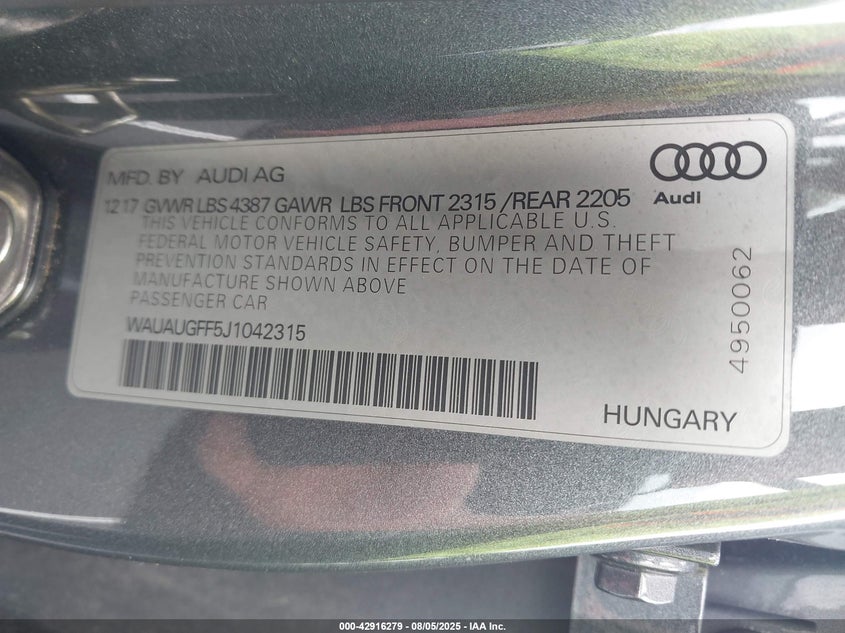 MFD. BY AUDI AG
12 17 GVWR LBS 4387 GAWR LBS FRONT 2315 /REAR 2205
THIS VEHICLE CONFORMS TO ALL APPLICABLE U.S.
FEDERAL MOTOR VEHICLE SAFETY, BUMPER AND THEFT
PREVENTION STANDARDS IN EFFECT ON THE DATE OF
MANUFACTURE SHOWN ABOVE
PASSENGER CAR
WAUAUGFF5J1042315
Audi
4950062
HUNGARY
000-42916279 - 08/05/2025 - IAA Inc.